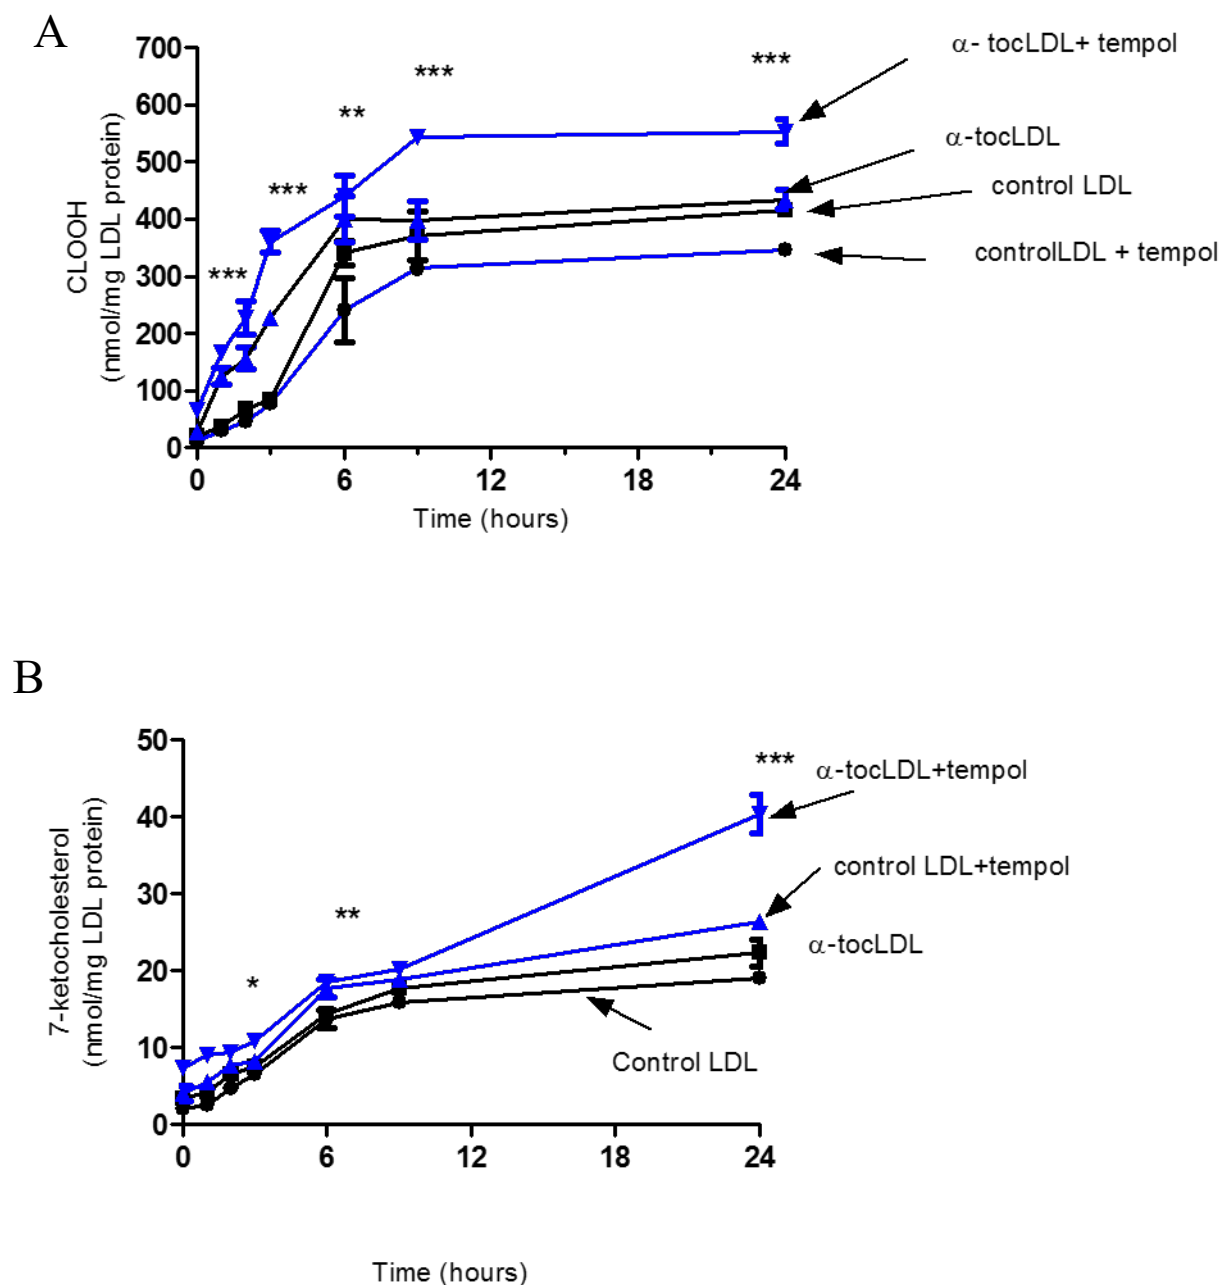 A
700
600
500
400
300
200
100
0
CLOOH
(nmol/mg LDL protein)
***
***
**
***
***
α- tocLDL+ tempol
α-tocLDL
control LDL
controlLDL + tempol
0 6 12 18 24
Time (hours)
B
50
40
30
20
10
0
7-ketocholesterol
(nmol/mg LDL protein)
*
**
***
α-tocLDL+tempol
control LDL+tempol
α-tocLDL
Control LDL
0 6 12 18 24
Time (hours)